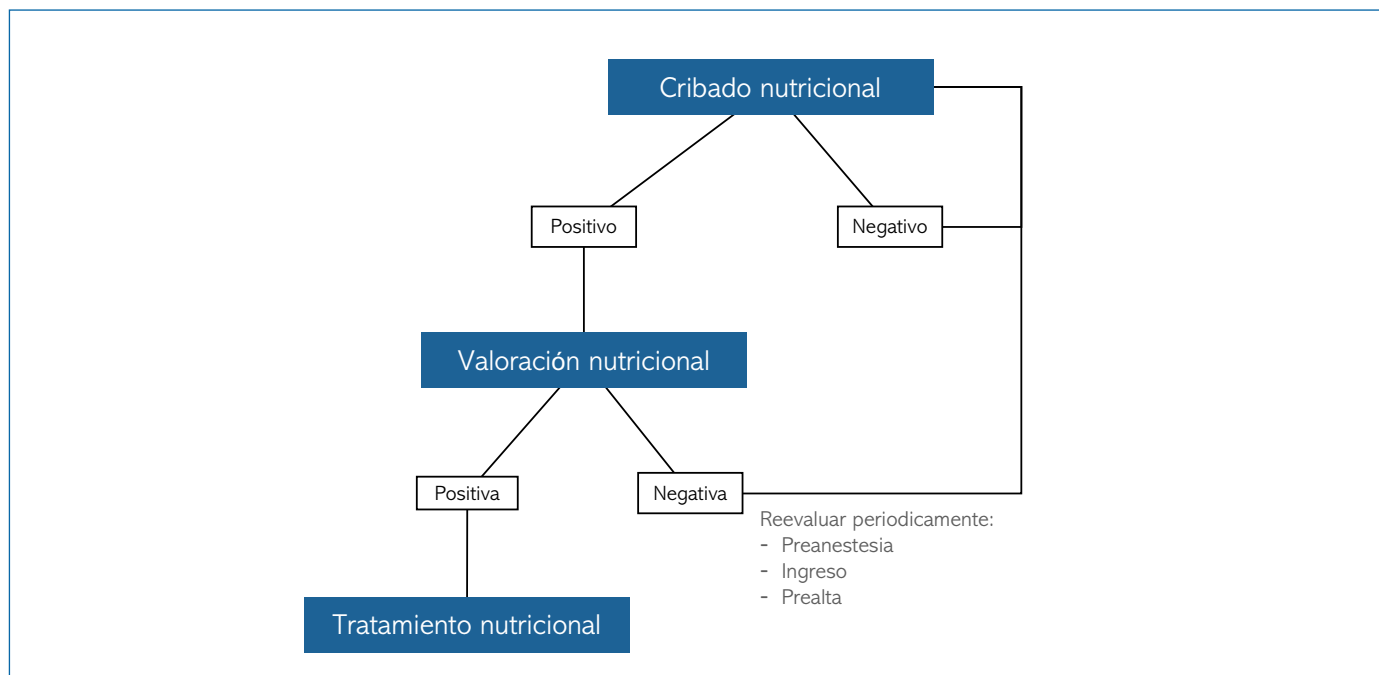 Cribado nutricional
Positivo
Negativo
Valoración nutricional
Positiva
Negativa
Reevaluar periodicamente:
- Preanestesia
- Ingreso
- Prealta
Tratamiento nutricional